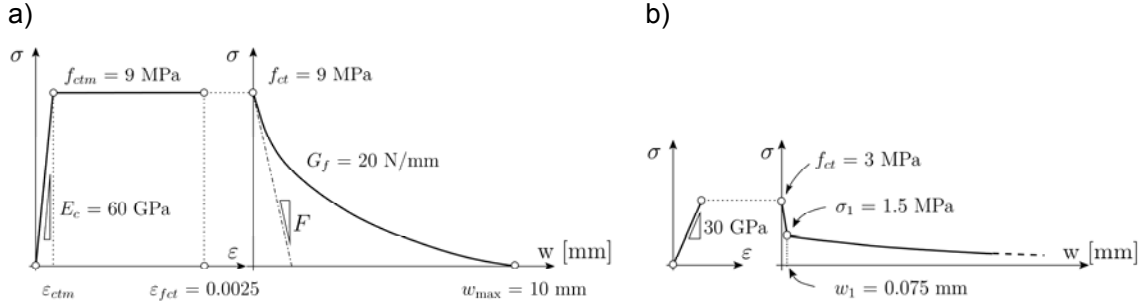 a)
b)
σ
f_ctm = 9 MPa
E_c = 60 GPa
ε
ε_ctm
ε_fct = 0.0025
σ
f_ct = 9 MPa
G_f = 20 N/mm
F
w [mm]
w_max = 10 mm
σ
30 GPa
ε
σ
f_ct = 3 MPa
σ_1 = 1.5 MPa
w [mm]
w_1 = 0.075 mm